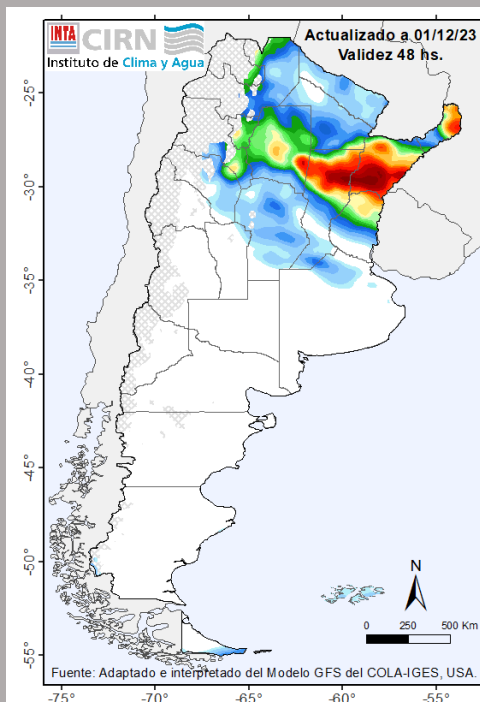 INTA CIRN
Instituto de Clima y Agua
Actualizado a 01/12/23
Validez 48 hs.
-25°
-30°
-35°
-40°
-45°
-50°
-55°
N
0 250 500 Km
Fuente: Adaptado e interpretado del Modelo GFS del COLA-IGES, USA.
-75° -70° -65° -60° -55°